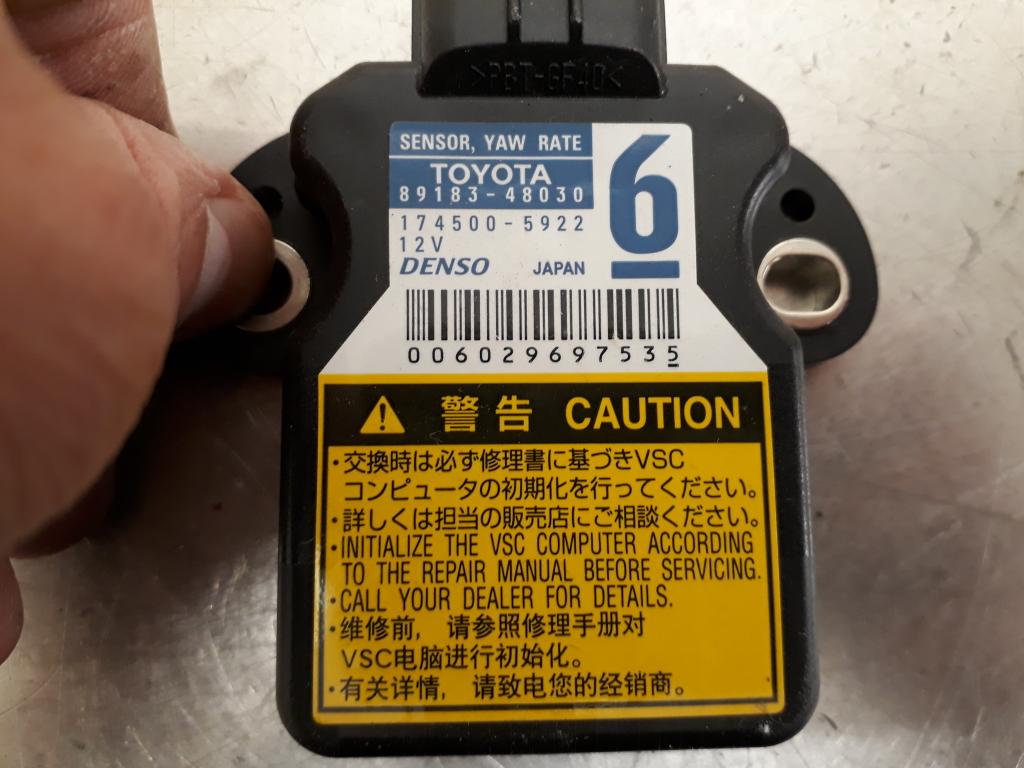 >PBT-GF40<
SENSOR, YAW RATE
TOYOTA
89183-48030
6
174500-5922
12V
DENSO JAPAN
006029697535
警告 CAUTION
・交換時は必ず修理書に基づきVSC
コンピュータの初期化を行ってください。
・詳しくは担当の販売店にご相談ください。
・INITIALIZE THE VSC COMPUTER ACCORDING
TO THE REPAIR MANUAL BEFORE SERVICING.
・CALL YOUR DEALER FOR DETAILS.
・维修前，请参照修理手册对
VSC电脑进行初始化。
・有关详情，请致电您的经销商。